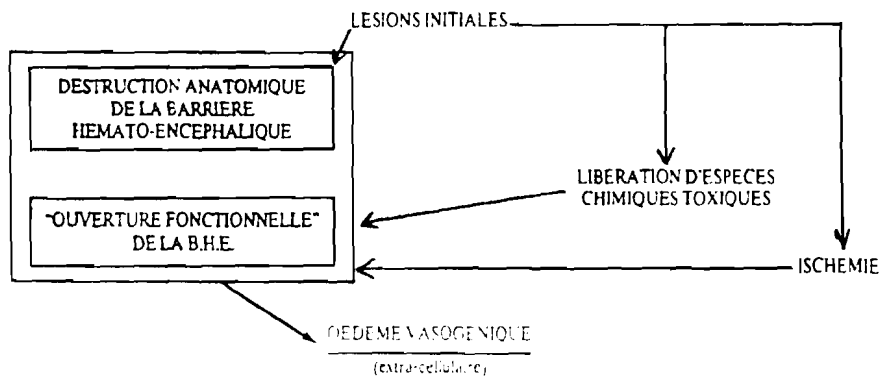 LESIONS INITIALES
DESTRUCTION ANATOMIQUE
DE LA BARRIERE
HEMATO-ENCEPHALIQUE
LIBERATION D'ESPECES
CHIMIQUES TOXIQUES
"OUVERTURE FONCTIONNELLE"
DE LA B.H.E.
ISCHEMIE
OEDEME VASOGENIQUE
(extra-cellulaire)